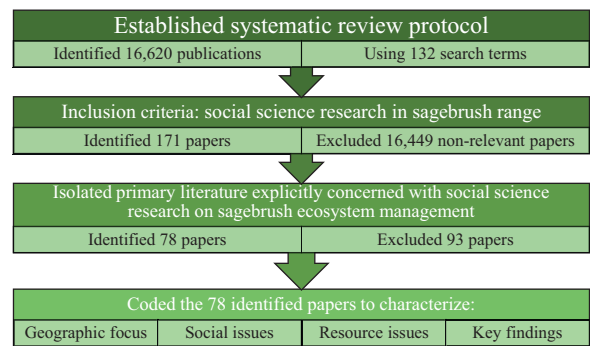 Established systematic review protocol
Identified 16,620 publications
Using 132 search terms
Inclusion criteria: social science research in sagebrush range
Identified 171 papers
Excluded 16,449 non-relevant papers
Isolated primary literature explicitly concerned with social science
research on sagebrush ecosystem management
Identified 78 papers
Excluded 93 papers
Coded the 78 identified papers to characterize:
Geographic focus
Social issues
Resource issues
Key findings